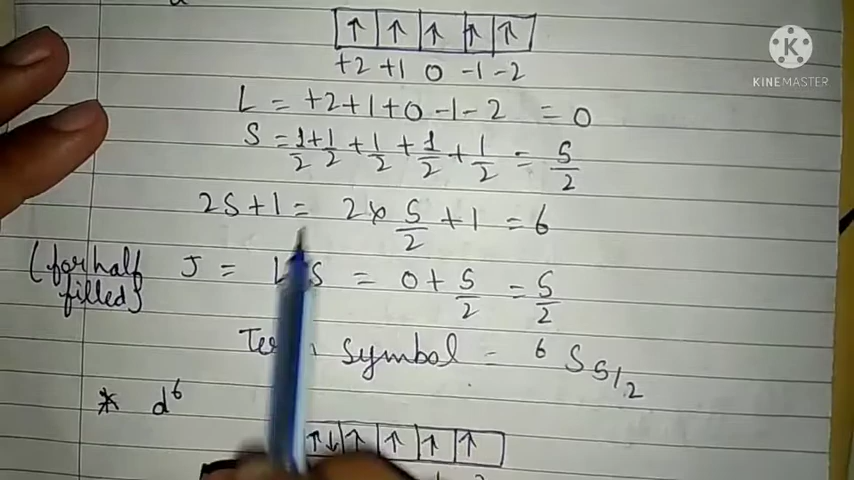 ↑ ↑ ↑ ↑ ↑
+2 +1 0 -1 -2
KINEMASTER
L = +2+1+0-1-2 = 0
S = 1/2 + 1/2 + 1/2 + 1/2 + 1/2 = 5/2
2S+1 = 2 × 5/2 + 1 = 6
(for half filled) J = L S = 0 + 5/2 = 5/2
Symbol = ⁶S₅/₂
* d⁶
↑↓ ↑ ↑ ↑ ↑